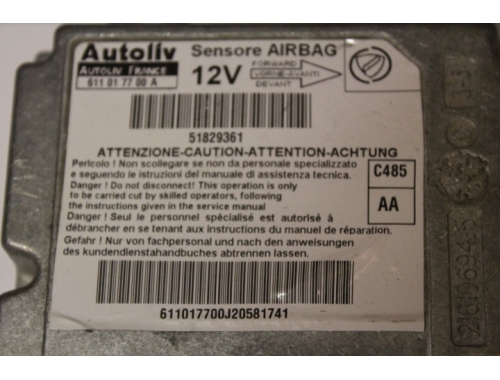 Autoliv
AUTOLIV FRANCE
611 01 77 00 A
Sensore AIRBAG
12V
FORWARD
VORNE-AVANTI
DEVANT
51829361
ATTENZIONE-CAUTION-ATTENTION-ACHTUNG
Pericolo ! Non scollegare se non da personale specializzato
e seguendo le istruzioni del manuale di assistenza tecnica.
Danger ! Do not disconnect! This operation is only
to be carried cut by skilled operators, following
the instructions given in the service manual
Danger ! Seul le personnel spécialisé est autorisé à
débrancher en se tenant aux instructions du manuel de réparation.
Gefahr ! Nur von fachpersonal und nach den anweisungen
des kundendiensthandbuches abtrennen lassen.
C485
AA
611017700J20581741